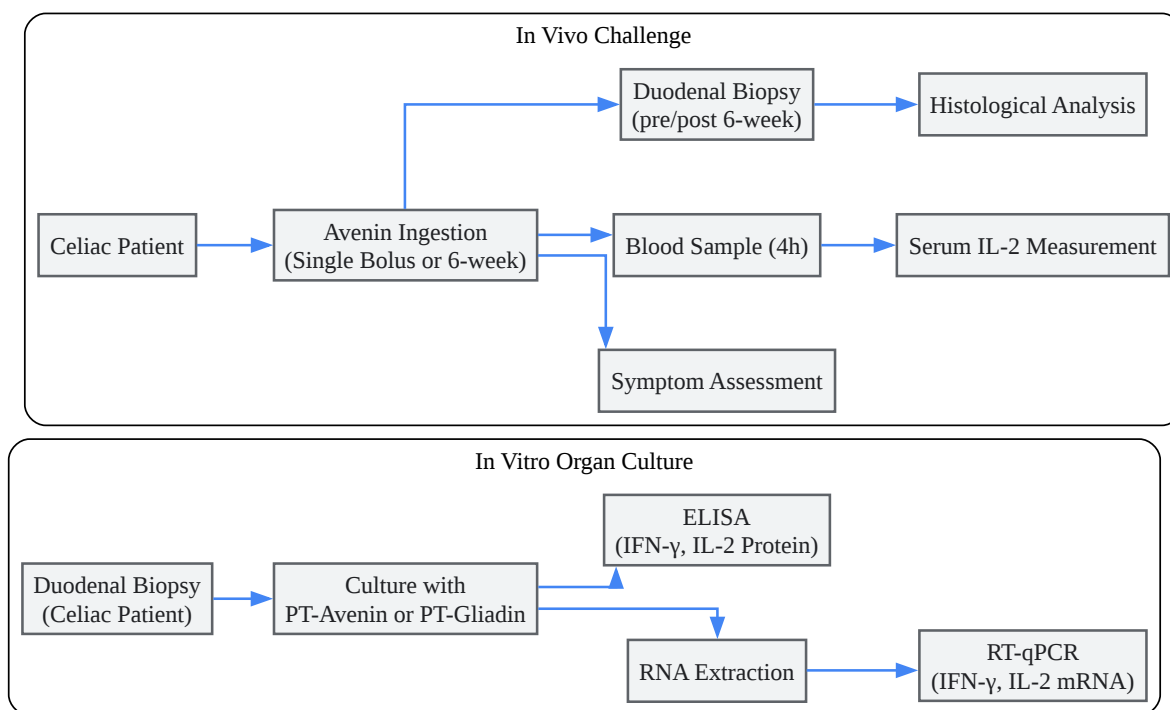 In Vivo Challenge
Duodenal Biopsy
(pre/post 6-week)
Histological Analysis
Celiac Patient
Avenin Ingestion
(Single Bolus or 6-week)
Blood Sample (4h)
Serum IL-2 Measurement
Symptom Assessment
In Vitro Organ Culture
ELISA
(IFN-γ, IL-2 Protein)
Duodenal Biopsy
(Celiac Patient)
Culture with
PT-Avenin or PT-Gliadin
RNA Extraction
RT-qPCR
(IFN-γ, IL-2 mRNA)